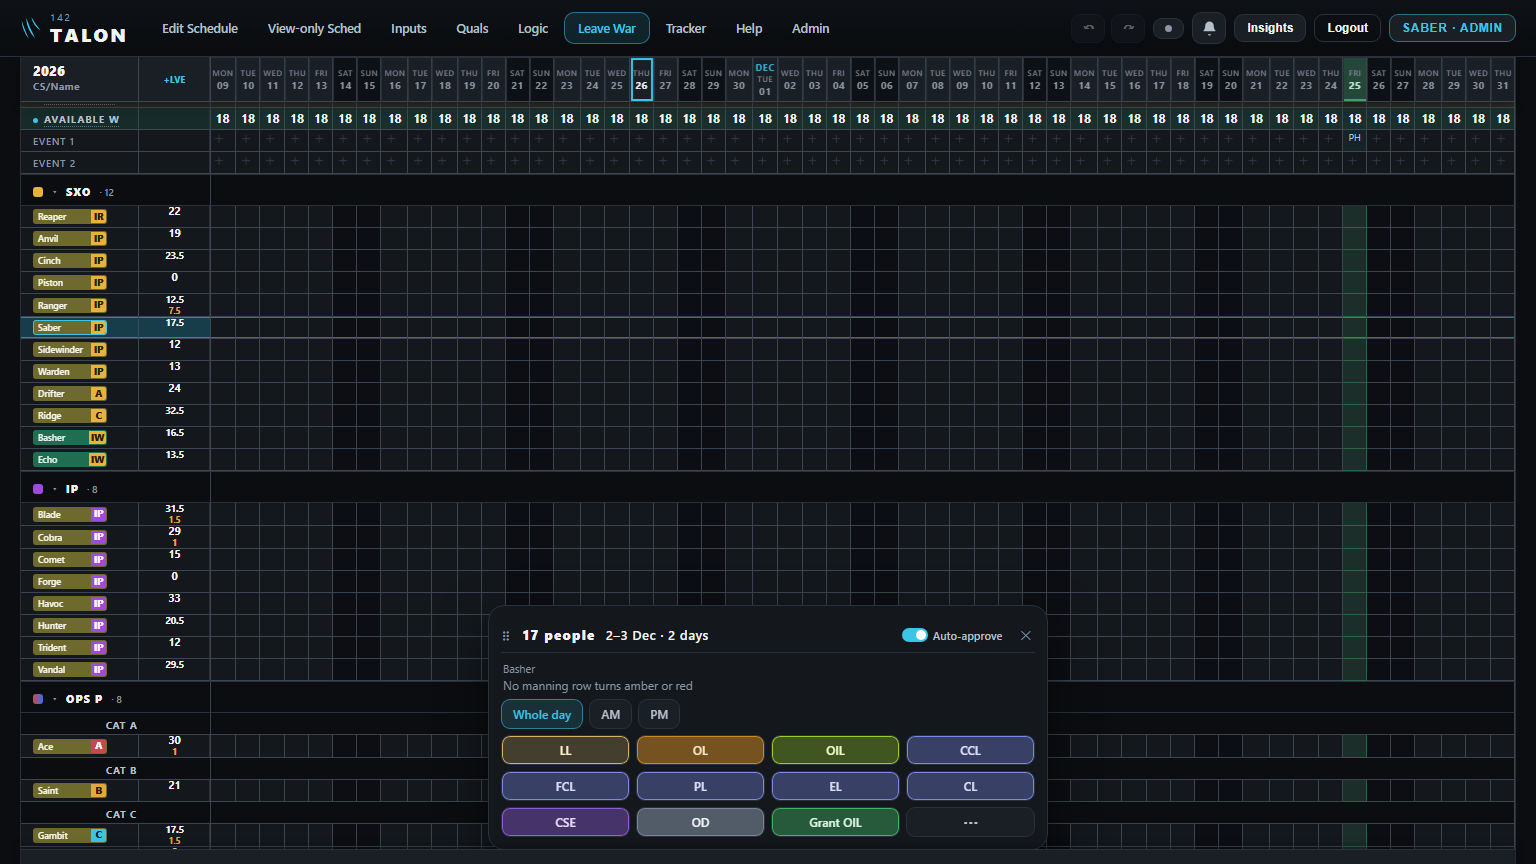 142
TALON
Edit Schedule
View-only Sched
Inputs
Quals
Logic
Leave War
Tracker
Help
Admin
Insights
Logout
SABER · ADMIN
2026
CS/Name
+LVE
MON 09
TUE 10
WED 11
THU 12
FRI 13
SAT 14
SUN 15
MON 16
TUE 17
WED 18
THU 19
FRI 20
SAT 21
SUN 22
MON 23
TUE 24
WED 25
THU 26
FRI 27
SAT 28
SUN 29
MON 30
DEC TUE 01
WED 02
THU 03
FRI 04
SAT 05
SUN 06
MON 07
TUE 08
WED 09
THU 10
FRI 11
SAT 12
SUN 13
MON 14
TUE 15
WED 16
THU 17
FRI 18
SAT 19
SUN 20
MON 21
TUE 22
WED 23
THU 24
FRI 25
SAT 26
SUN 27
MON 28
TUE 29
WED 30
THU 31
AVAILABLE W 18 18 18 18 18 18 18 18 18 18 18 18 18 18 18 18 18 18 18 18 18 18 18 18 18 18 18 18 18 18 18 18 18 18 18 18 18 18 18 18 18 18 18 18 18 18 18 18 18 18 18 18 18
EVENT 1 + + + + + + + + + + + + + + + + + + + + + + + + + + + + + + + + + + + + + + + + + + + + + + PH + + + + + +
EVENT 2 + + + + + + + + + + + + + + + + + + + + + + + + + + + + + + + + + + + + + + + + + + + + + + + + + + + + +
SXO · 12
Reaper IR 22
Anvil IP 19
Cinch IP 23.5
Piston IP 0
Ranger IP 12.5
7.5
Saber IP 17.5
Sidewinder IP 12
Warden IP 13
Drifter A 24
Ridge C 32.5
Basher IW 16.5
Echo IW 13.5
IP · 8
Blade IP 31.5
1.5
Cobra IP 29
1
Comet IP 15
Forge IP 0
Havoc IP 33
Hunter IP 20.5
Trident IP 12
Vandal IP 29.5
OPS P · 8
CAT A
Ace A 30
1
CAT B
Saint B 21
CAT C
Gambit C 17.5
1.5
17 people 2–3 Dec · 2 days
Auto-approve
Basher
No manning row turns amber or red
Whole day AM PM
LL OL OIL CCL
FCL PL EL CL
CSE OD Grant OIL ---